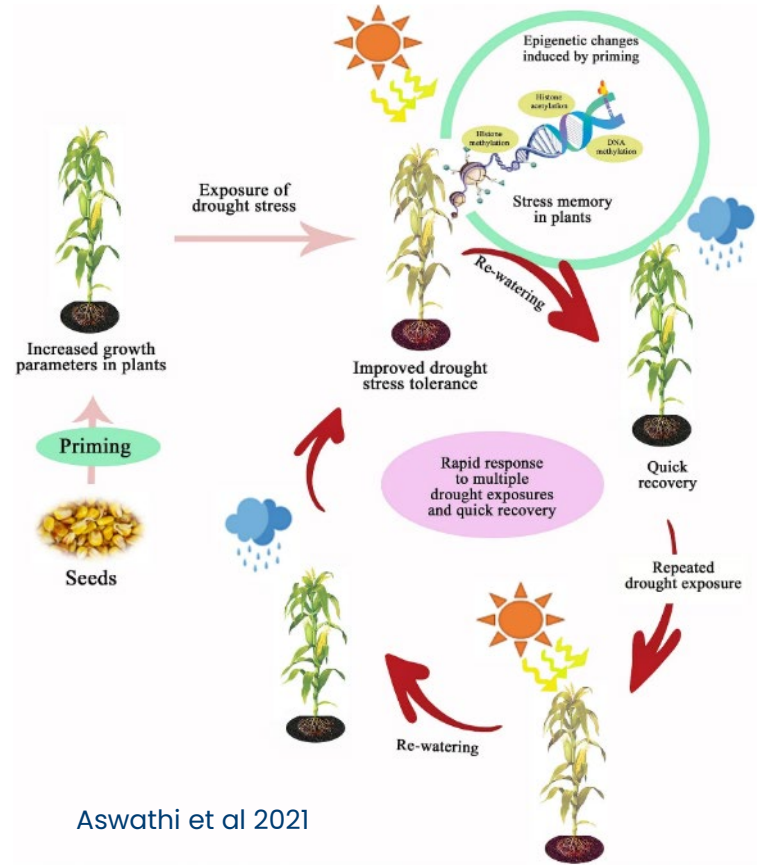 Epigenetic changes
induced by priming
Histone
acetylation
Histone
methylation
DNA
methylation
Stress memory
in plants
Exposure of
drought stress
Re-watering
Increased growth
parameters in plants
Improved drought
stress tolerance
Priming
Rapid response
to multiple
drought exposures
and quick recovery
Quick
recovery
Seeds
Repeated
drought exposure
Re-watering
Aswathi et al 2021